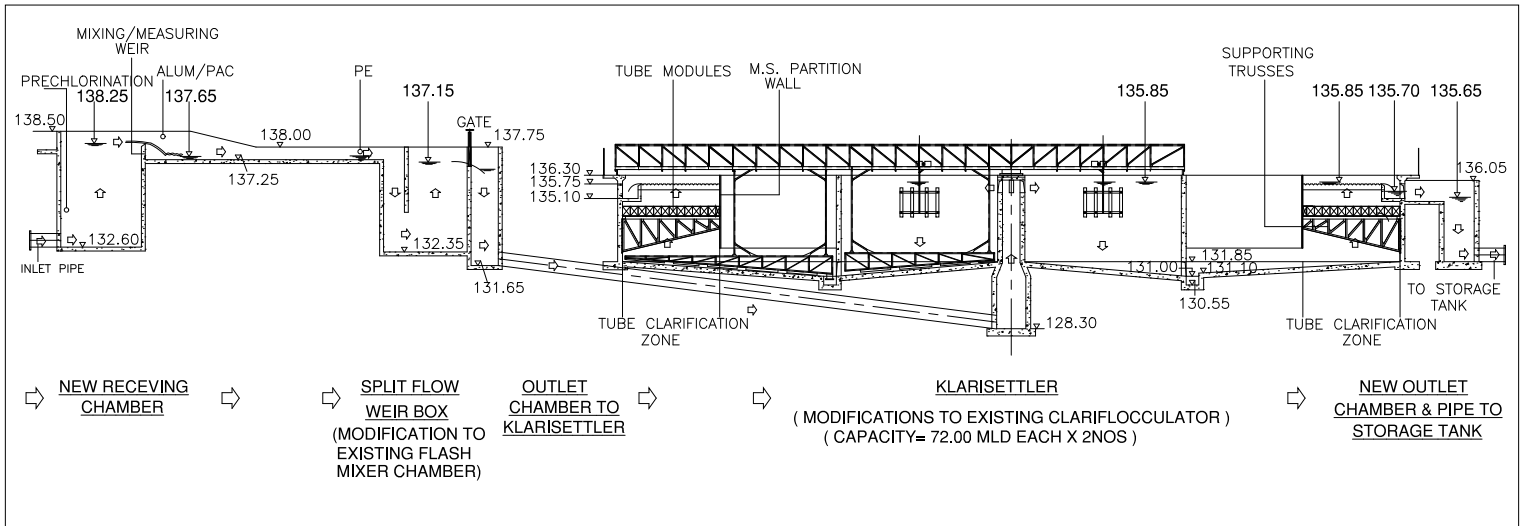 MIXING/MEASURING
WEIR
PRECHLORINATION
ALUM/PAC
138.25
137.65
138.50
138.00
137.25
132.60
INLET PIPE
PE
137.15
GATE
137.75
132.35
131.65
TUBE MODULES
M.S. PARTITION
WALL
136.30
135.75
135.10
135.85
SUPPORTING
TRUSSES
135.85
135.70
135.65
136.05
131.85
131.00
131.10
130.55
128.30
TUBE CLARIFICATION
ZONE
TUBE CLARIFICATION
ZONE
TO STORAGE
TANK
NEW RECEVING
CHAMBER
SPLIT FLOW
WEIR BOX
(MODIFICATION TO
EXISTING FLASH
MIXER CHAMBER)
OUTLET
CHAMBER TO
KLARISETTLER
KLARISETTLER
( MODIFICATIONS TO EXISTING CLARIFLOCCULATOR )
( CAPACITY= 72.00 MLD EACH X 2NOS )
NEW OUTLET
CHAMBER & PIPE TO
STORAGE TANK